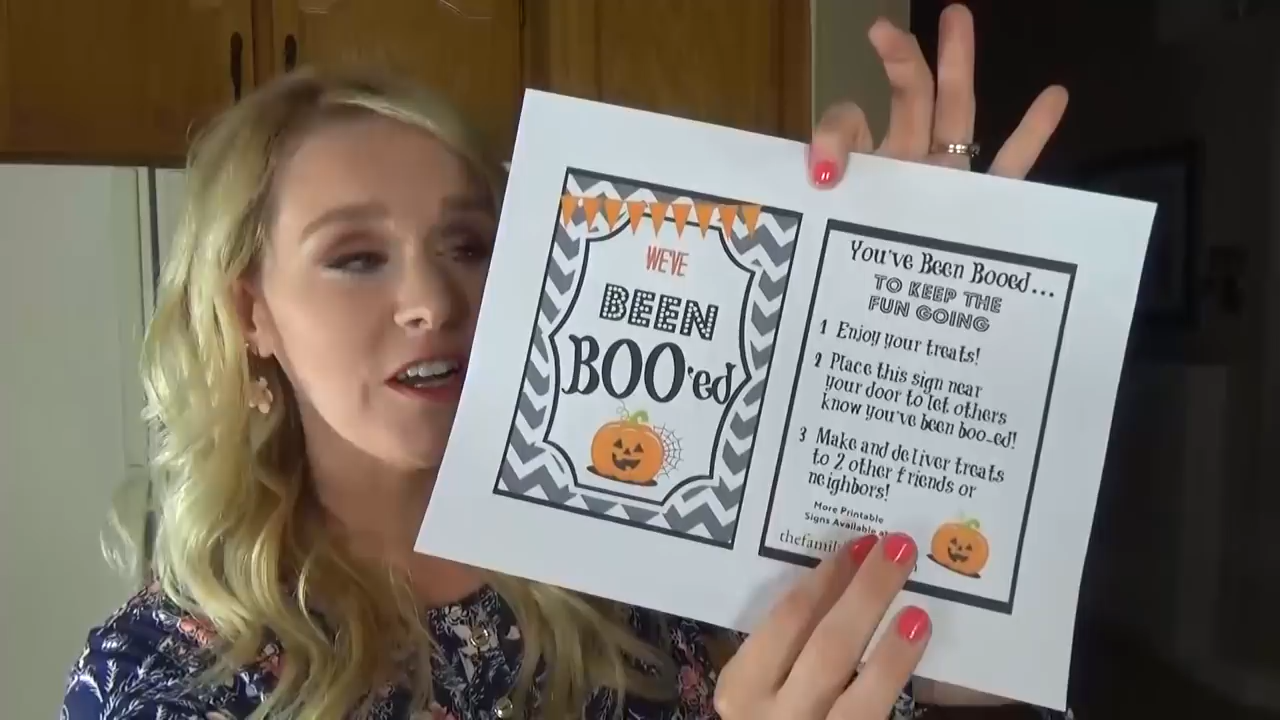 WE'VE
BEEN
BOO'ed
You've Been Booed...
TO KEEP THE
FUN GOING
1 Enjoy your treats!
2 Place this sign near
your door to let others
know you've been boo-ed!
3 Make and deliver treats
to 2 other friends or
neighbors!
More Printable
Signs Available